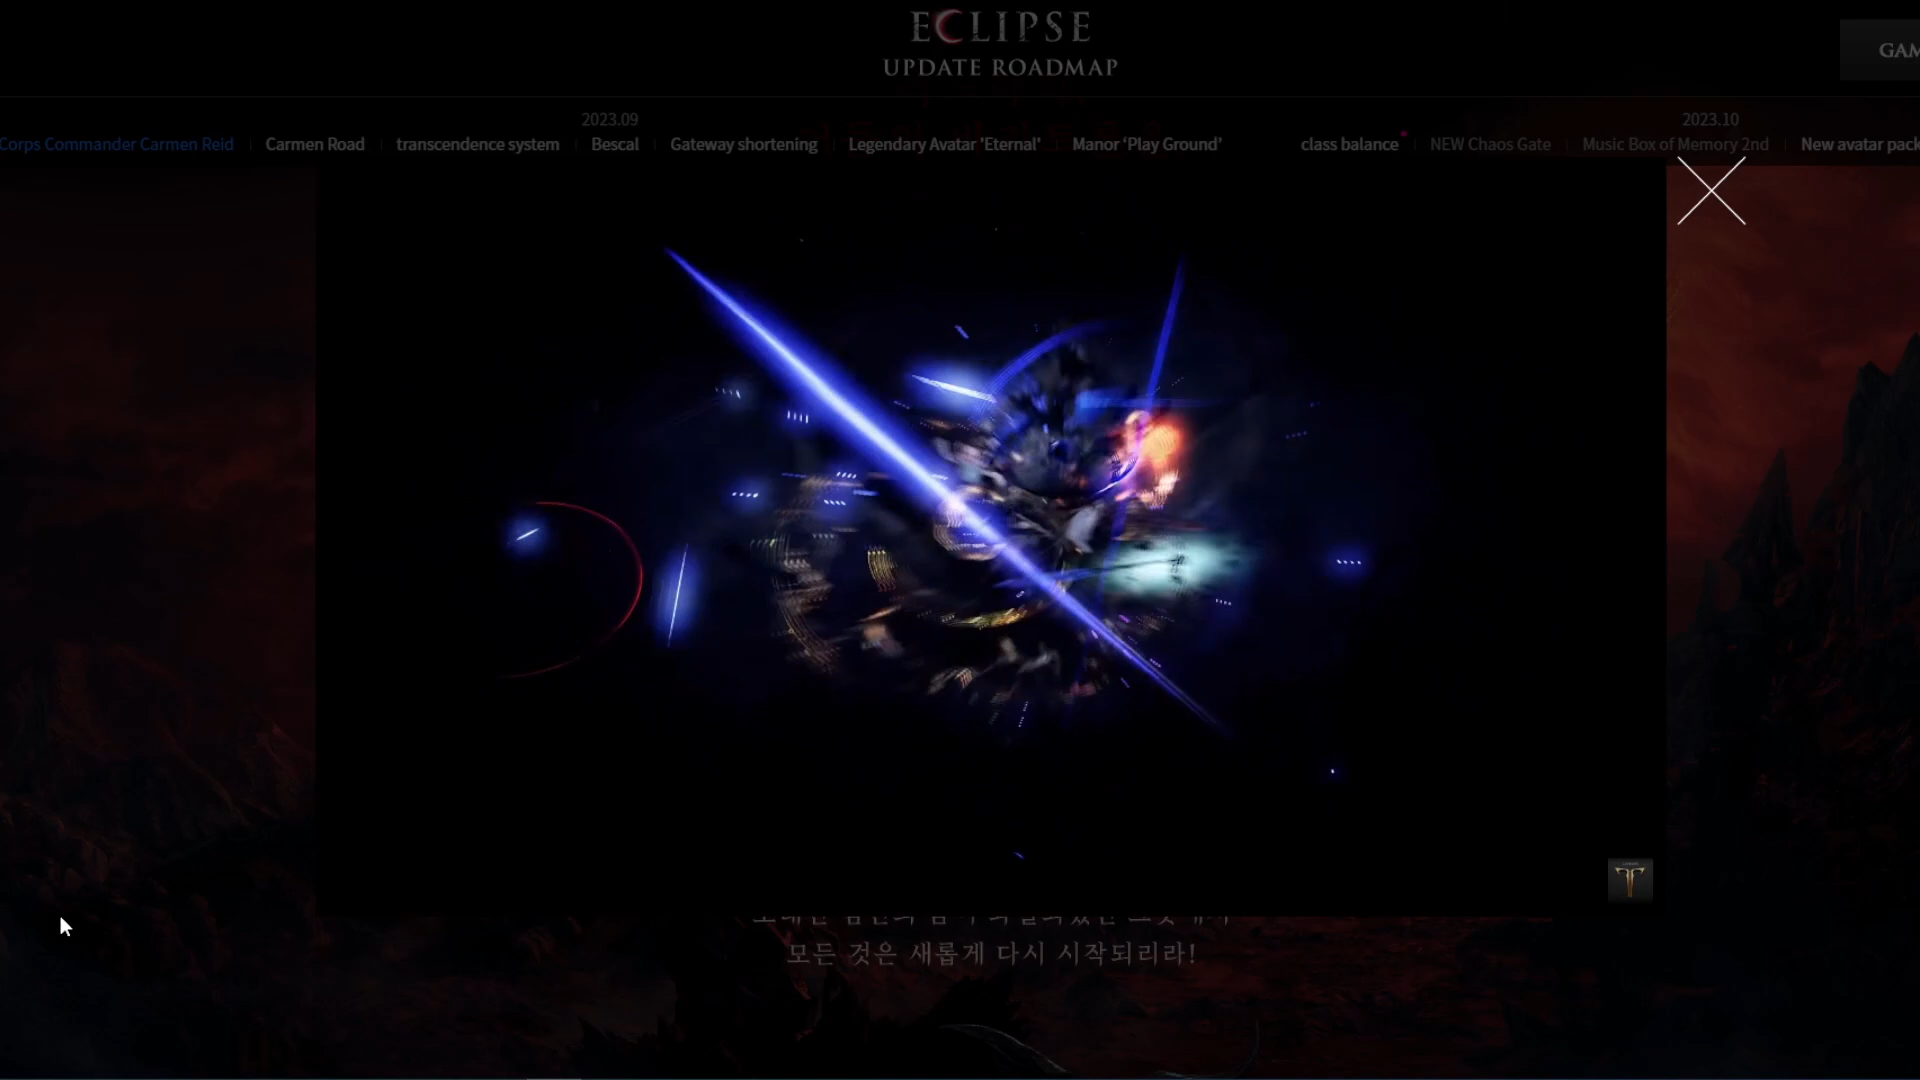 ECLIPSE
UPDATE ROADMAP
GAM
2023.09
2023.10
Corps Commander Carmen Reid
Carmen Road
transcendence system
Bescal
Gateway shortening
Legendary Avatar 'Eternal'
Manor ‘Play Ground’
class balance
NEW Chaos Gate
Music Box of Memory 2nd
New avatar pack
모든 것은 새롭게 다시 시작되리라!